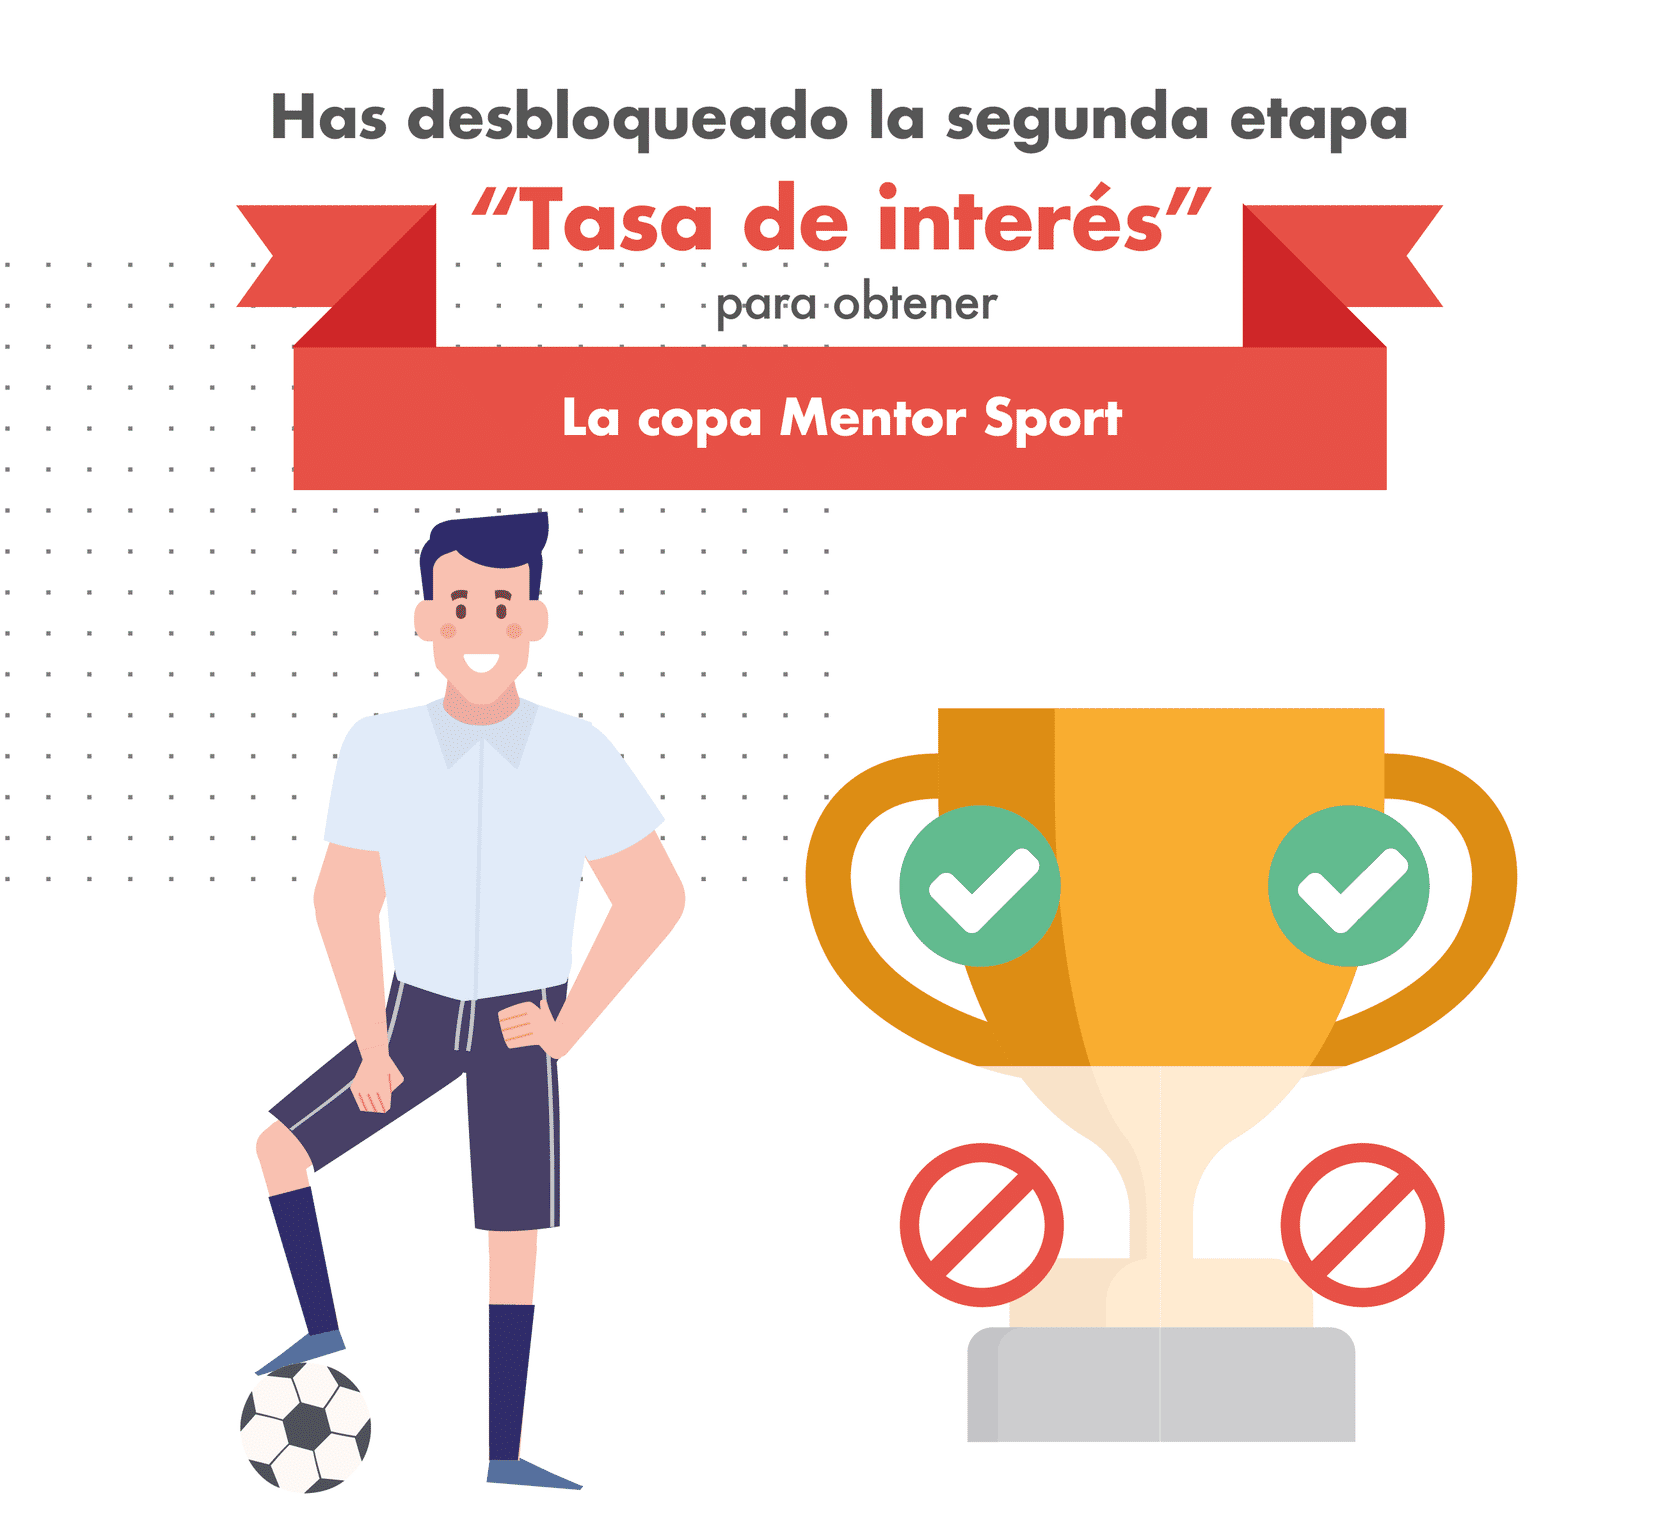 Has desbloqueado la segunda etapa
“Tasa de interés”
para obtener
La copa Mentor Sport